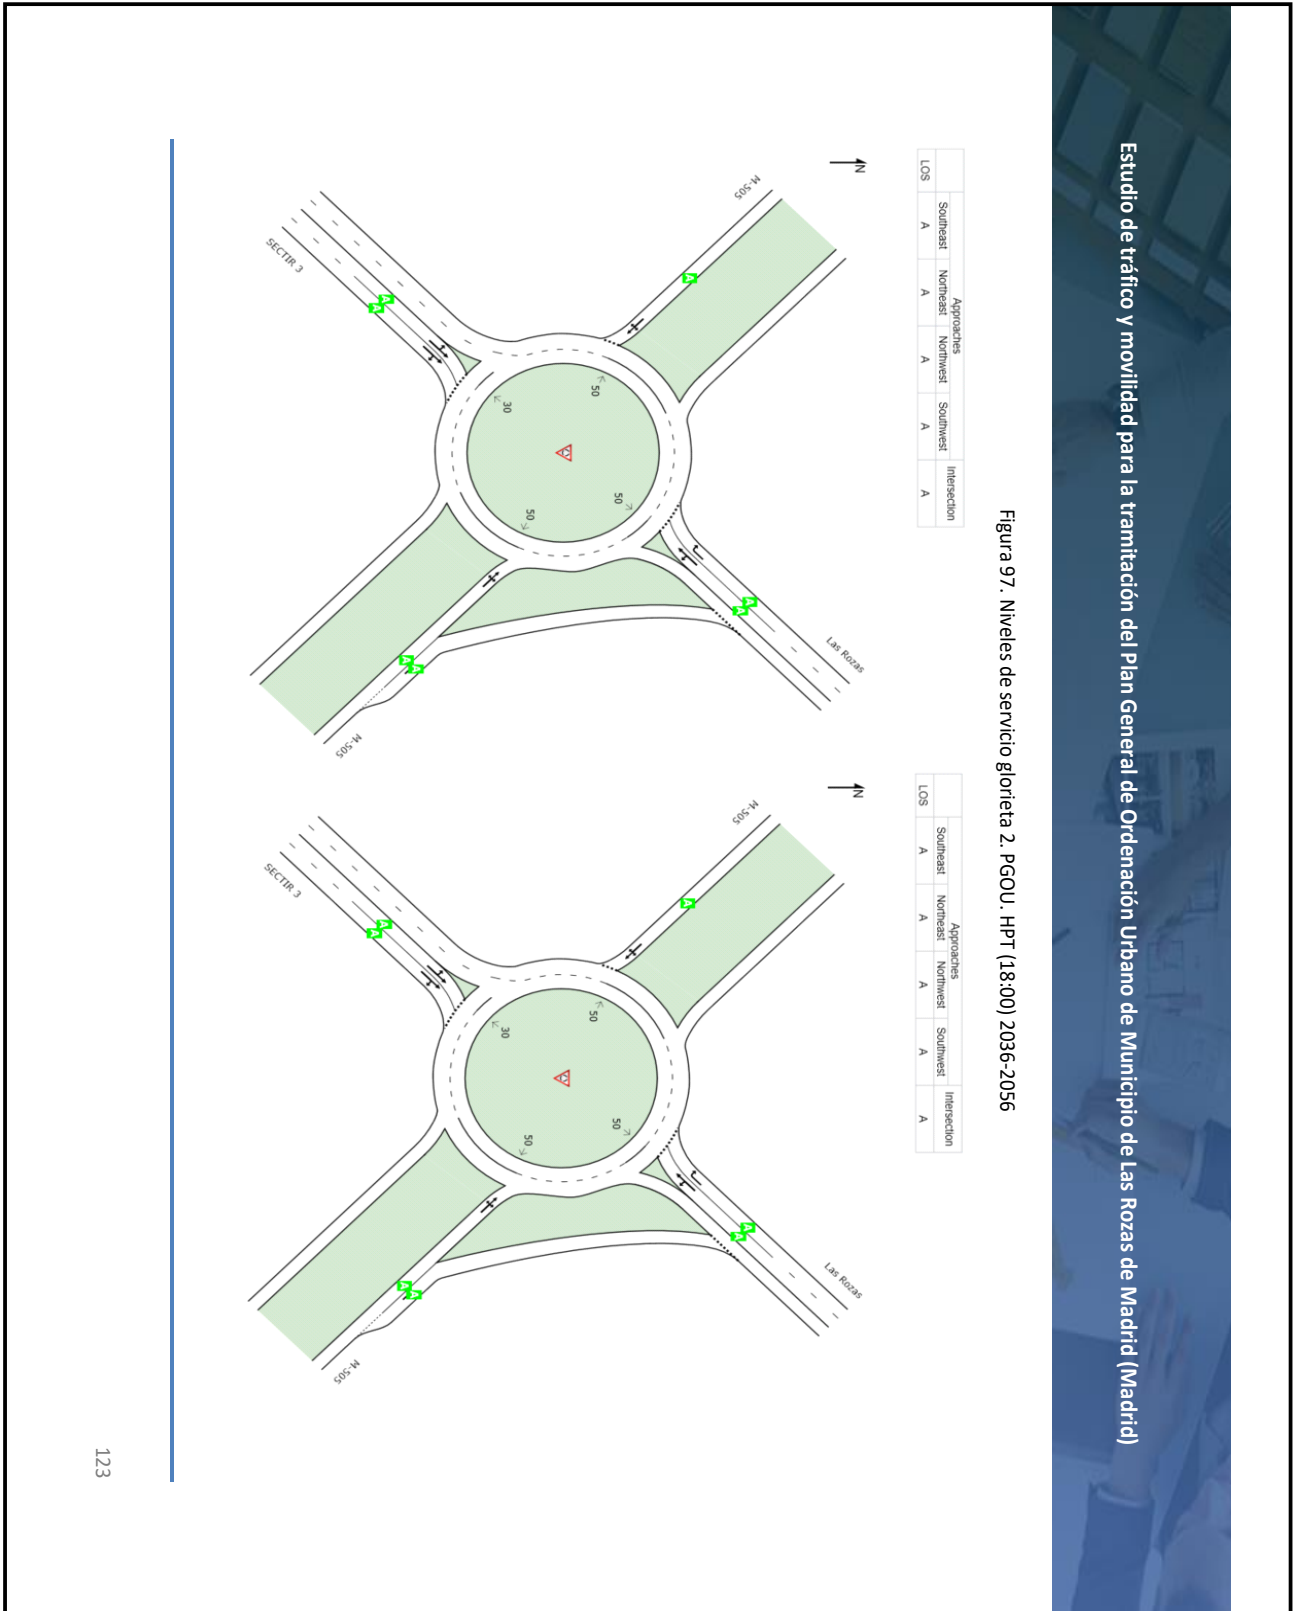 Estudio de tráfico y movilidad para la tramitación del Plan General de Ordenación Urbano de Municipio de Las Rozas de Madrid (Madrid)
Figura 97. Niveles de servicio glorieta 2. PGOU. HPT (18:00) 2036-2056
Approaches
Intersection
Southeast Northeast Northwest Southwest
LOS A A A A A
N
M-505
Las Rozas
SECTIR 3
M-505
A
A
A
A
A
A
A
50
50
30
50
Approaches
Intersection
Southeast Northeast Northwest Southwest
LOS A A A A A
N
M-505
Las Rozas
SECTIR 3
M-505
A
A
A
A
A
A
A
50
50
30
50
123